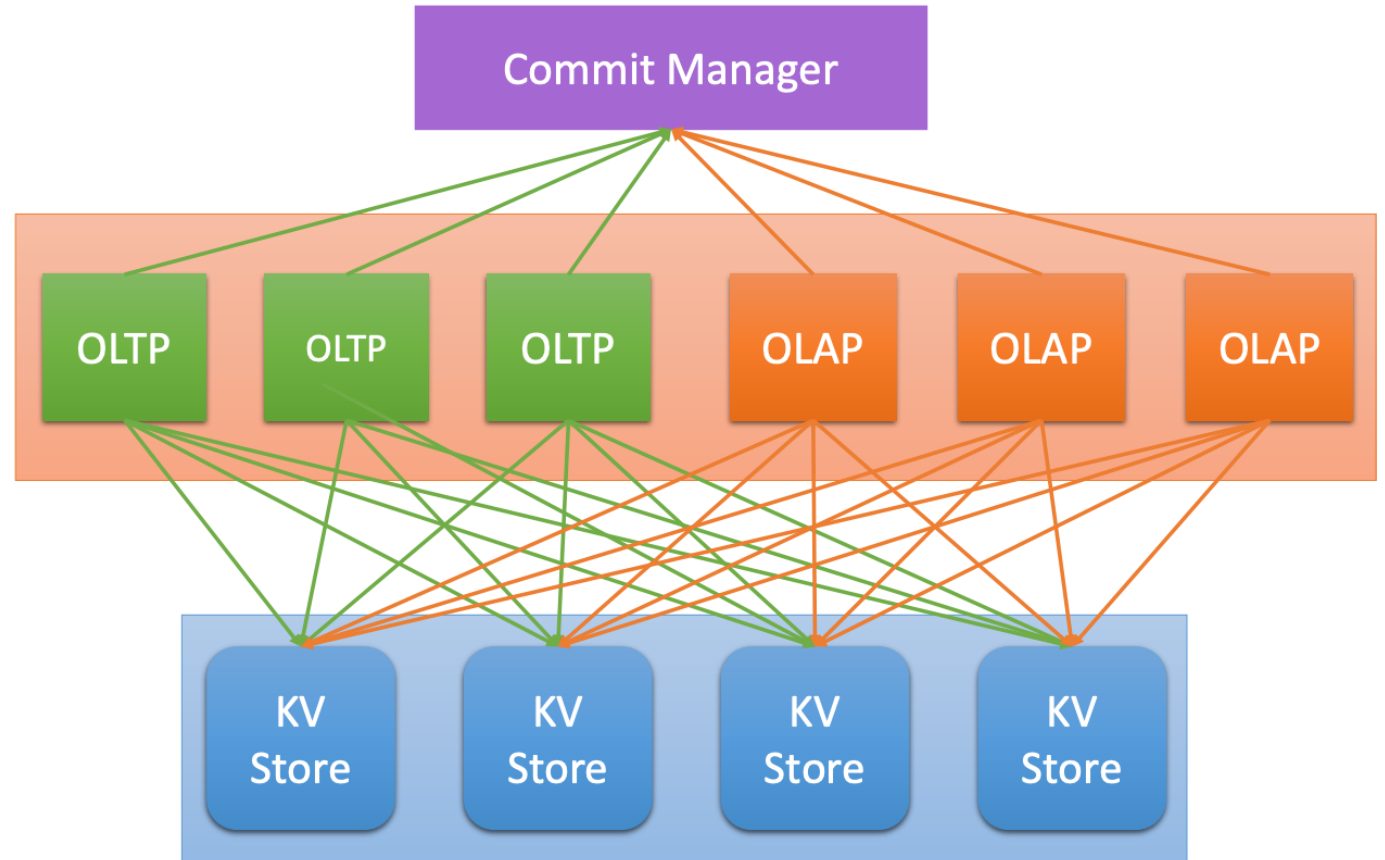 Commit Manager
OLTP
OLTP
OLTP
OLAP
OLAP
OLAP
KV
Store
KV
Store
KV
Store
KV
Store